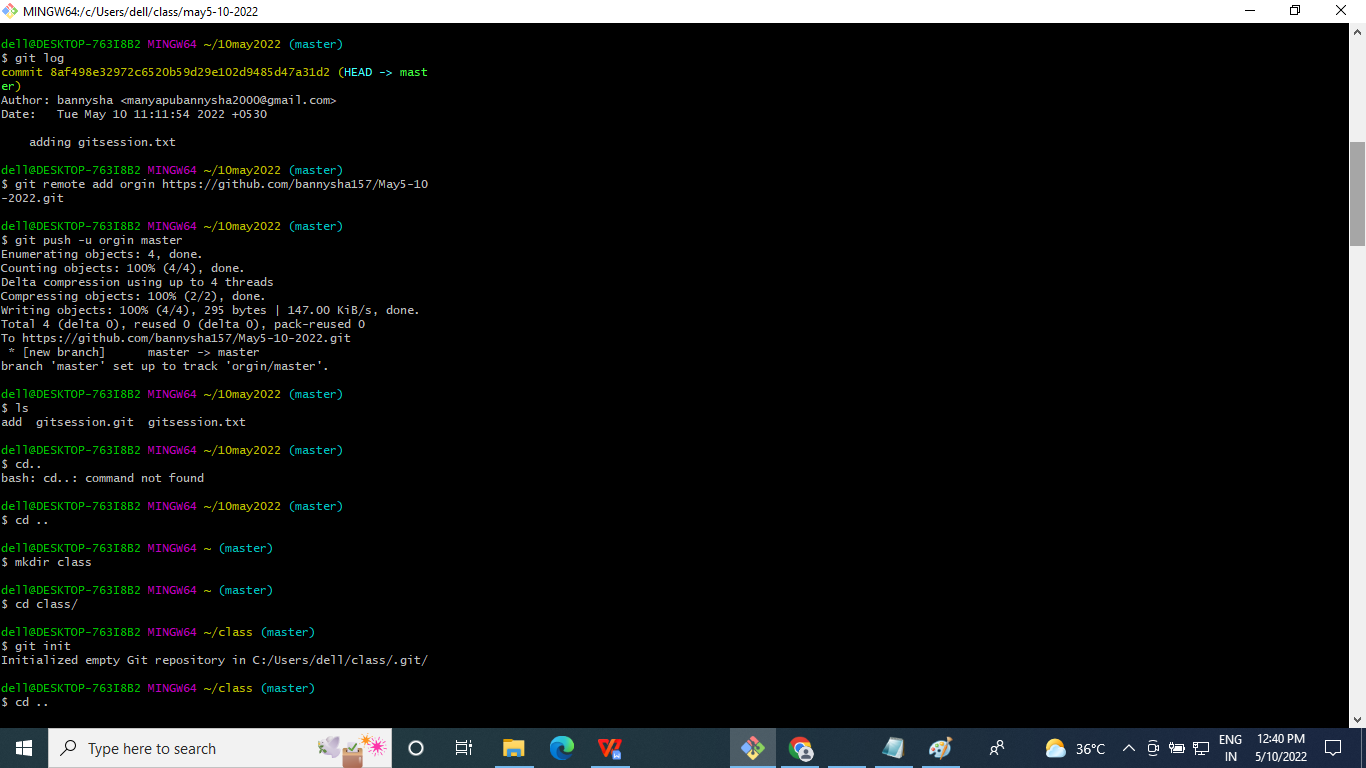 MINGW64:/c/Users/dell/class/may5-10-2022
dell@DESKTOP-763I8B2 MINGW64 ~/10may2022 (master)
$ git log
commit 8af498e32972c6520b59d29e102d9485d47a31d2 (HEAD -> mast
er)
Author: bannysha <manyapubannysha2000@gmail.com>
Date:   Tue May 10 11:11:54 2022 +0530
    adding gitsession.txt
dell@DESKTOP-763I8B2 MINGW64 ~/10may2022 (master)
$ git remote add orgin https://github.com/bannysha157/May5-10
-2022.git
dell@DESKTOP-763I8B2 MINGW64 ~/10may2022 (master)
$ git push -u orgin master
Enumerating objects: 4, done.
Counting objects: 100% (4/4), done.
Delta compression using up to 4 threads
Compressing objects: 100% (2/2), done.
Writing objects: 100% (4/4), 295 bytes | 147.00 KiB/s, done.
Total 4 (delta 0), reused 0 (delta 0), pack-reused 0
To https://github.com/bannysha157/May5-10-2022.git
 * [new branch]      master -> master
branch 'master' set up to track 'orgin/master'.
dell@DESKTOP-763I8B2 MINGW64 ~/10may2022 (master)
$ ls
add  gitsession.git  gitsession.txt
dell@DESKTOP-763I8B2 MINGW64 ~/10may2022 (master)
$ cd..
bash: cd..: command not found
dell@DESKTOP-763I8B2 MINGW64 ~/10may2022 (master)
$ cd ..
dell@DESKTOP-763I8B2 MINGW64 ~ (master)
$ mkdir class
dell@DESKTOP-763I8B2 MINGW64 ~ (master)
$ cd class/
dell@DESKTOP-763I8B2 MINGW64 ~/class (master)
$ git init
Initialized empty Git repository in C:/Users/dell/class/.git/
dell@DESKTOP-763I8B2 MINGW64 ~/class (master)
$ cd ..
Type here to search
36°C
ENG
IN
12:40 PM
5/10/2022